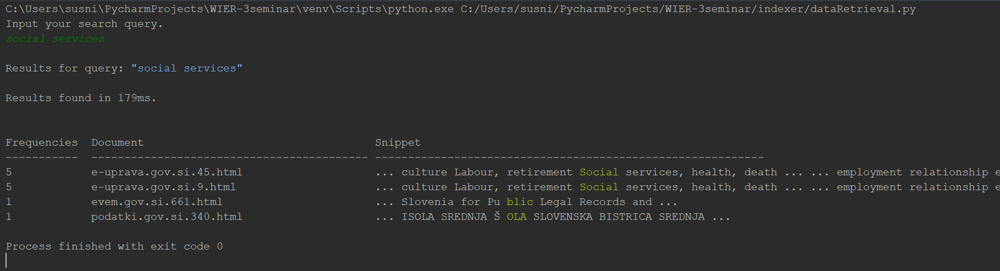 C:\Users\susni\PycharmProjects\WIER-3seminar\venv\Scripts\python.exe C:/Users/susni/PycharmProjects/WIER-3seminar/indexer/dataRetrieval.py
Input your search query.
social services
Results for query: "social services"
Results found in 179ms.
Frequencies  Document                                   Snippet
-----------  ------------------------------------------ -----------------------------------------------------------
5            e-uprava.gov.si.45.html                    ... culture Labour, retirement Social services, health, death ... ... employment relationship e
5            e-uprava.gov.si.9.html                     ... culture Labour, retirement Social services, health, death ... ... employment relationship e
1            evem.gov.si.661.html                       ... Slovenia for Pu blic Legal Records and ...
1            podatki.gov.si.340.html                    ... ISOLA SREDNJA Š OLA SLOVENSKA BISTRICA SREDNJA ...
Process finished with exit code 0